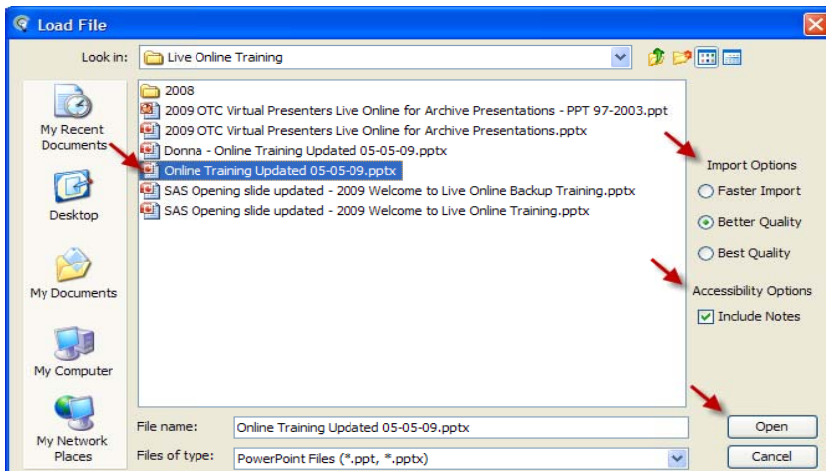 Load File
Look in: Live Online Training
2008
2009 OTC Virtual Presenters Live Online for Archive Presentations - PPT 97-2003.ppt
2009 OTC Virtual Presenters Live Online for Archive Presentations.pptx
Donna - Online Training Updated 05-05-09.pptx
Online Training Updated 05-05-09.pptx
SAS Opening slide updated - 2009 Welcome to Live Online Backup Training.pptx
SAS Opening slide updated - 2009 Welcome to Live Online Training.pptx
My Recent
Documents
Desktop
My Documents
My Computer
My Network
Places
Import Options
Faster Import
Better Quality
Best Quality
Accessibility Options
Include Notes
File name: Online Training Updated 05-05-09.pptx
Open
Files of type: PowerPoint Files (*.ppt, *.pptx)
Cancel